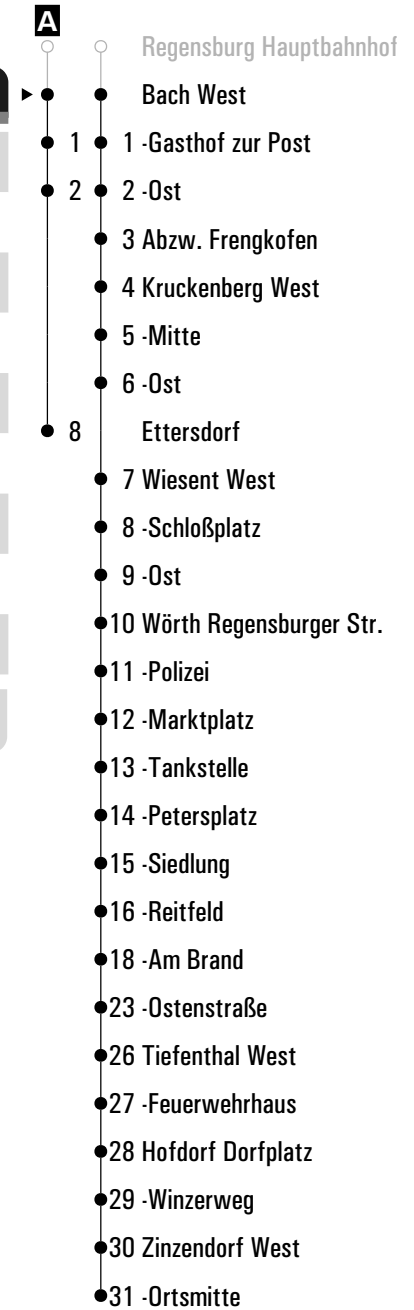 A
Regensburg Hauptbahnhof
Bach West
1 1 -Gasthof zur Post
2 2 -Ost
3 Abzw. Frengkofen
4 Kruckenberg West
5 -Mitte
6 -Ost
8 Ettersdorf
7 Wiesent West
8 -Schloßplatz
9 -Ost
10 Wörth Regensburger Str.
11 -Polizei
12 -Marktplatz
13 -Tankstelle
14 -Petersplatz
15 -Siedlung
16 -Reitfeld
18 -Am Brand
23 -Ostenstraße
26 Tiefenthal West
27 -Feuerwehrhaus
28 Hofdorf Dorfplatz
29 -Winzerweg
30 Zinzendorf West
31 -Ortsmitte